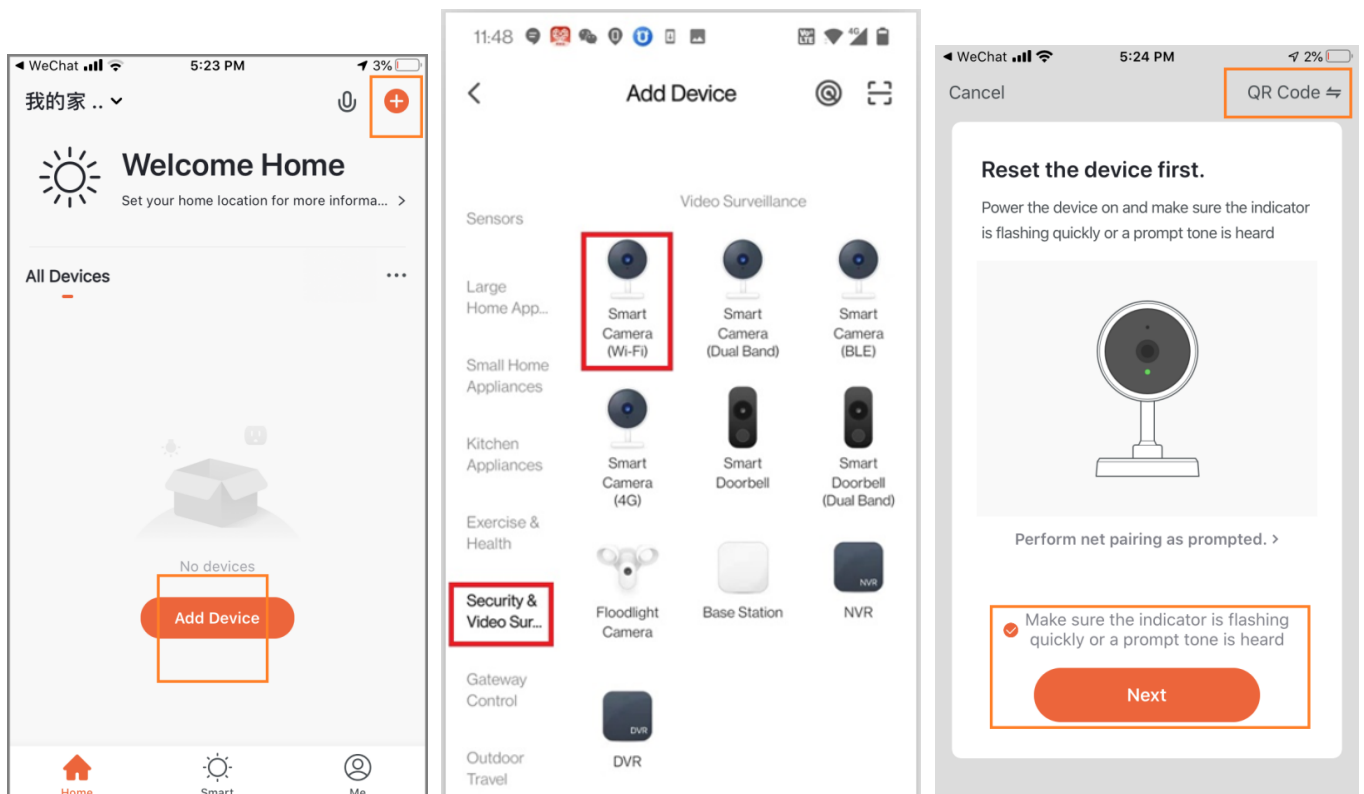 WeChat
5:23 PM
3%
我的家 ..
Welcome Home
Set your home location for more informa...
All Devices
...
No devices
Add Device
Home
Smart
Me
11:48
4G
Add Device
Sensors
Large
Home App...
Small Home
Appliances
Kitchen
Appliances
Exercise &
Health
Security &
Video Sur...
Gateway
Control
Outdoor
Travel
Video Surveillance
Smart
Camera
(Wi-Fi)
Smart
Camera
(Dual Band)
Smart
Camera
(BLE)
Smart
Camera
(4G)
Smart
Doorbell
Smart
Doorbell
(Dual Band)
Floodlight
Camera
Base Station
NVR
NVR
DVR
DVR
WeChat
5:24 PM
2%
Cancel
QR Code
Reset the device first.
Power the device on and make sure the indicator
is flashing quickly or a prompt tone is heard
Perform net pairing as prompted. >
Make sure the indicator is flashing
quickly or a prompt tone is heard
Next